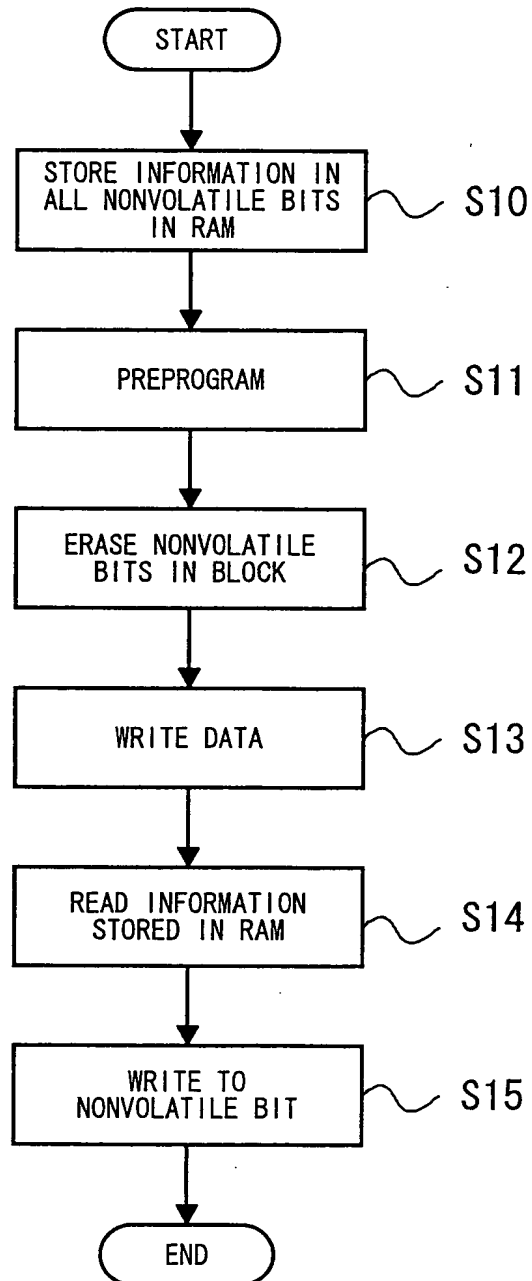 START
STORE INFORMATION IN
ALL NONVOLATILE BITS
IN RAM
S10
PREPROGRAM
S11
ERASE NONVOLATILE
BITS IN BLOCK
S12
WRITE DATA
S13
READ INFORMATION
STORED IN RAM
S14
WRITE TO
NONVOLATILE BIT
S15
END